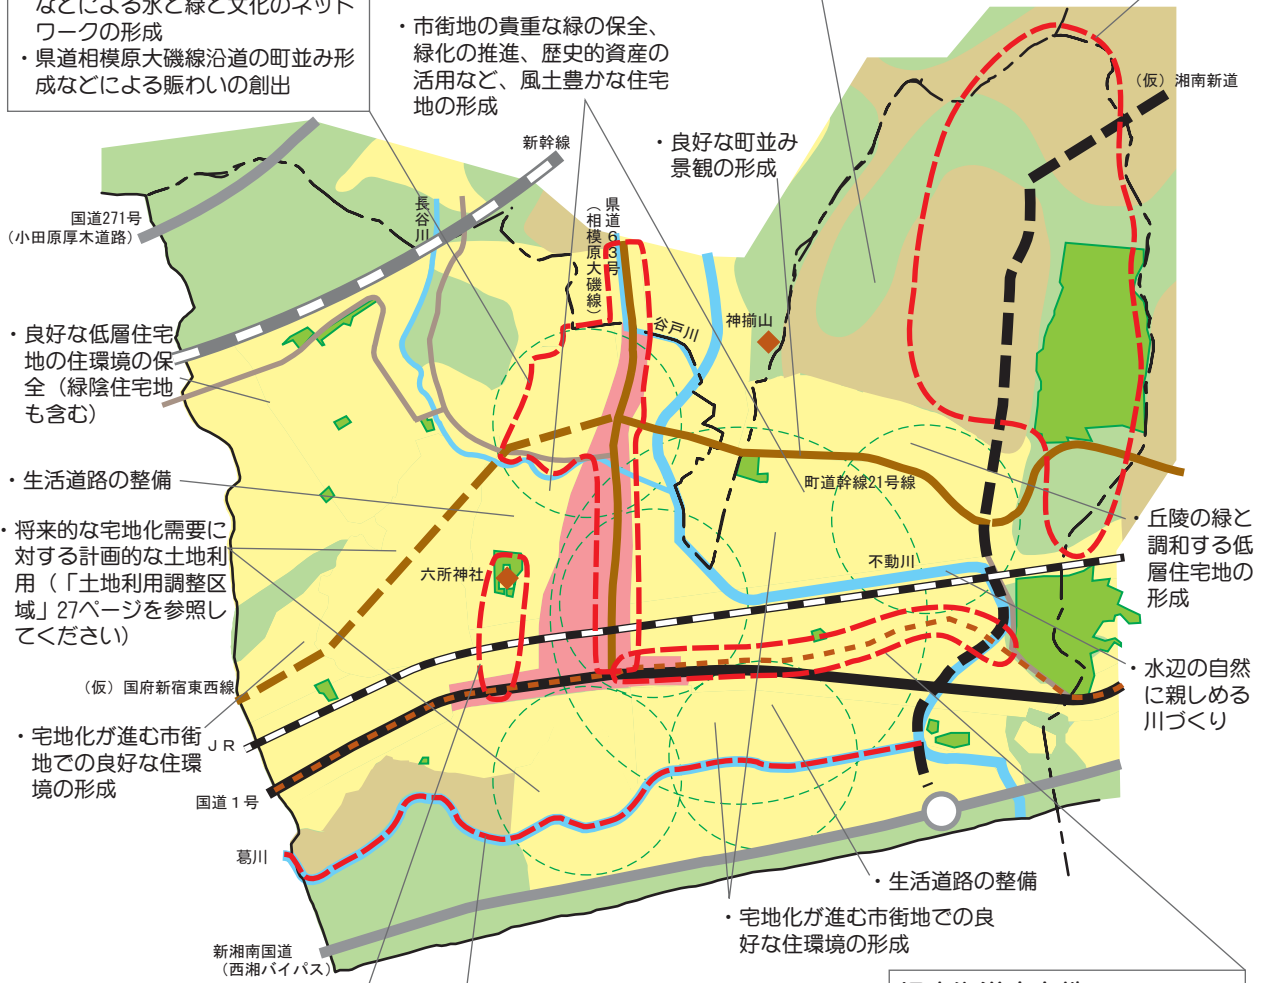 などによる水と緑と文化のネット
ワークの形成
・県道相模原大磯線沿道の町並み形
成などによる賑わいの創出
・市街地の貴重な緑の保全、
緑化の推進、歴史的資産の
活用など、風土豊かな住宅
地の形成
・良好な町並み
景観の形成
（仮）湘南新道
新幹線
国道271号
（小田原厚木道路）
長谷川
県道63号
（相模原大磯線）
谷戸川
神揃山
・良好な低層住宅
地の住環境の保
全（緑陰住宅地
も含む）
・生活道路の整備
町道幹線21号線
・将来的な宅地化需要に
対する計画的な土地利
用（「土地利用調整区
域」27ページを参照し
てください）
六所神社
不動川
・丘陵の緑と
調和する低
層住宅地の
形成
・水辺の自然
に親しめる
川づくり
（仮）国府新宿東西線
・宅地化が進む市街
地での良好な住環
境の形成
ＪＲ
国道１号
葛川
・生活道路の整備
・宅地化が進む市街地での良
好な住環境の形成
新湘南国道
（西湘バイパス）